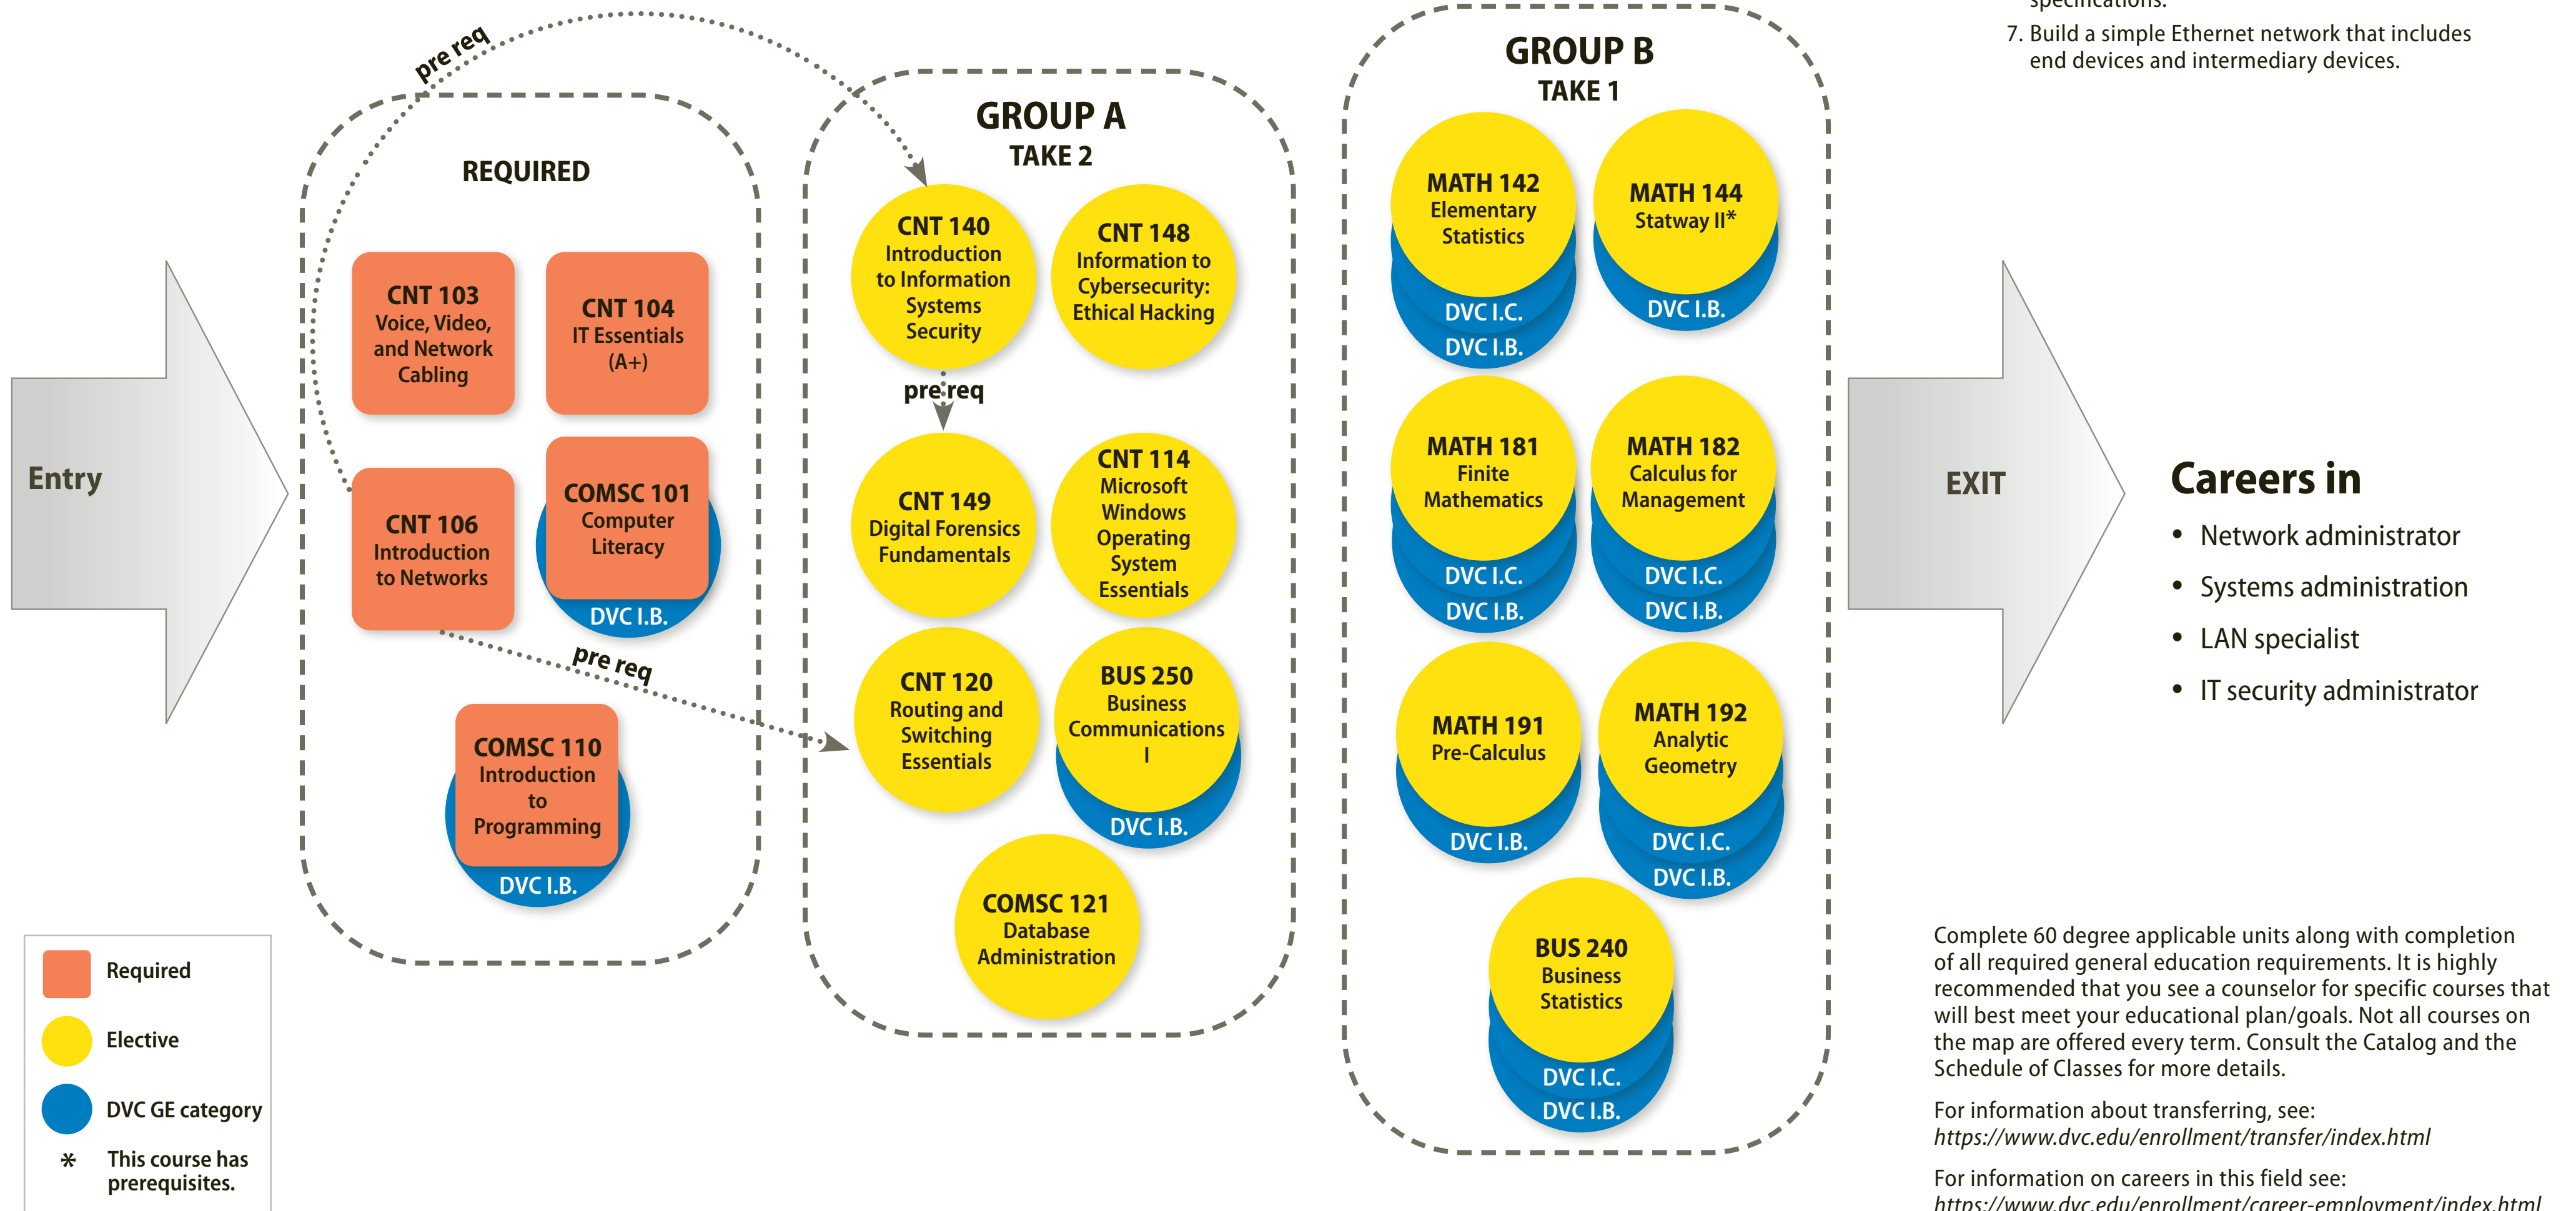 specifications.
7. Build a simple Ethernet network that includes
end devices and intermediary devices.
pre req
REQUIRED
CNT 103
Voice, Video,
and Network
Cabling
CNT 104
IT Essentials
(A+)
Entry
CNT 106
Introduction
to Networks
COMSC 101
Computer
Literacy
DVC I.B.
pre req
COMSC 110
Introduction
to
Programming
DVC I.B.
GROUP A
TAKE 2
CNT 140
Introduction
to Information
Systems
Security
CNT 148
Information to
Cybersecurity:
Ethical Hacking
pre req
CNT 149
Digital Forensics
Fundamentals
CNT 114
Microsoft
Windows
Operating
System
Essentials
CNT 120
Routing and
Switching
Essentials
BUS 250
Business
Communications
I
DVC I.B.
COMSC 121
Database
Administration
GROUP B
TAKE 1
MATH 142
Elementary
Statistics
DVC I.C.
DVC I.B.
MATH 144
Statway II*
DVC I.B.
MATH 181
Finite
Mathematics
DVC I.C.
DVC I.B.
MATH 182
Calculus for
Management
DVC I.C.
DVC I.B.
MATH 191
Pre-Calculus
DVC I.B.
MATH 192
Analytic
Geometry
DVC I.C.
DVC I.B.
BUS 240
Business
Statistics
DVC I.C.
DVC I.B.
EXIT
Careers in
• Network administrator
• Systems administration
• LAN specialist
• IT security administrator
Required
Elective
DVC GE category
* This course has
prerequisites.
Complete 60 degree applicable units along with completion
of all required general education requirements. It is highly
recommended that you see a counselor for specific courses that
will best meet your educational plan/goals. Not all courses on
the map are offered every term. Consult the Catalog and the
Schedule of Classes for more details.
For information about transferring, see:
https://www.dvc.edu/enrollment/transfer/index.html
For information on careers in this field see:
https://www.dvc.edu/enrollment/career-employment/index.html